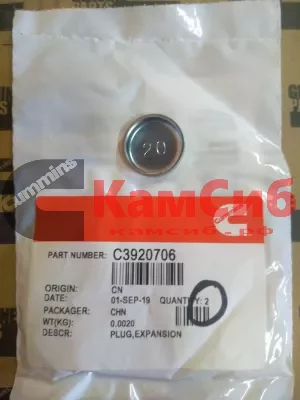 20
cummins
КамСиб
камсиб.рф
PART NUMBER: C3920706
ORIGIN: CN
DATE: 01-SEP-19 QUANTITY: 2
PACKAGER: CHN
WT(KG): 0.0020
DESCR: PLUG,EXPANSION